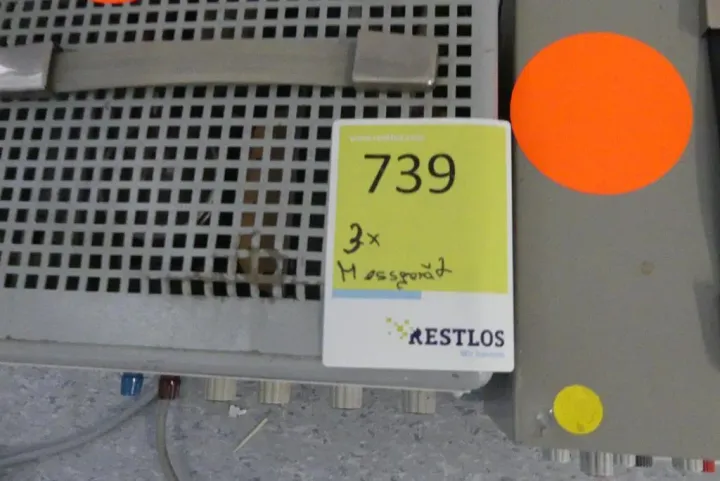 739
3x
Messgerät
RESTLOS